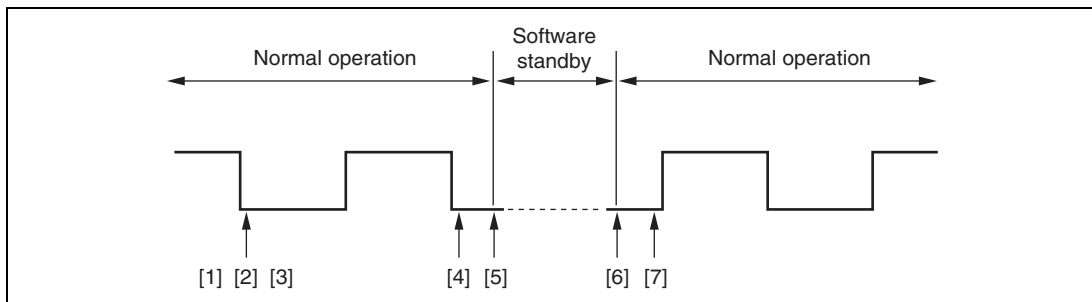 Software
standby
Normal operation
Normal operation
[1] [2] [3]
[4] [5]
[6] [7]